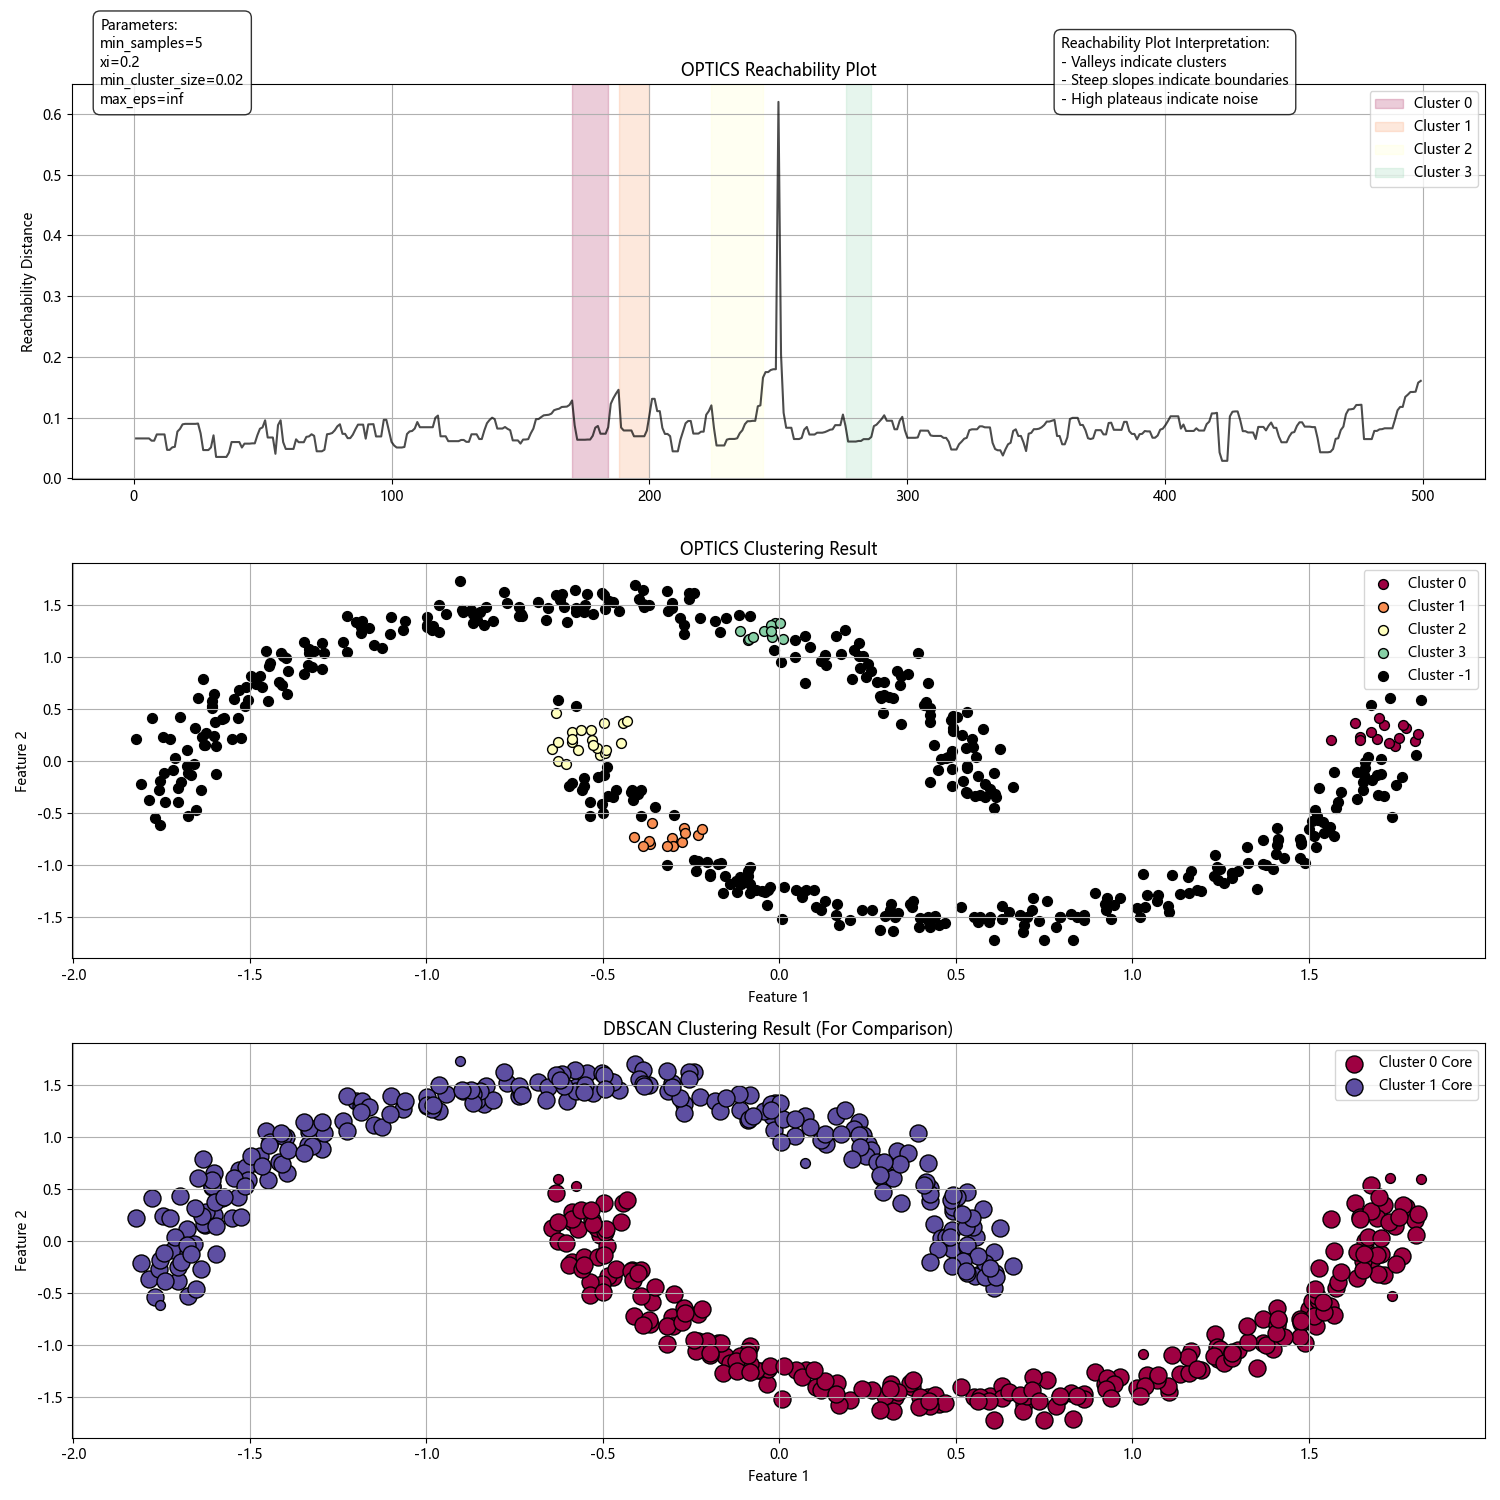 Parameters:
min_samples=5
xi=0.2
min_cluster_size=0.02
max_eps=inf
Reachability Plot Interpretation:
- Valleys indicate clusters
- Steep slopes indicate boundaries
- High plateaus indicate noise
OPTICS Reachability Plot
Cluster 0
Cluster 1
Cluster 2
Cluster 3
Reachability Distance
0.6
0.5
0.4
0.3
0.2
0.1
0.0
0 100 200 300 400 500
OPTICS Clustering Result
Cluster 0
Cluster 1
Cluster 2
Cluster 3
Cluster -1
Feature 2
1.5
1.0
0.5
0.0
-0.5
-1.0
-1.5
-2.0 -1.5 -1.0 -0.5 0.0 0.5 1.0 1.5
Feature 1
DBSCAN Clustering Result (For Comparison)
Cluster 0 Core
Cluster 1 Core
Feature 2
1.5
1.0
0.5
0.0
-0.5
-1.0
-1.5
-2.0 -1.5 -1.0 -0.5 0.0 0.5 1.0 1.5
Feature 1